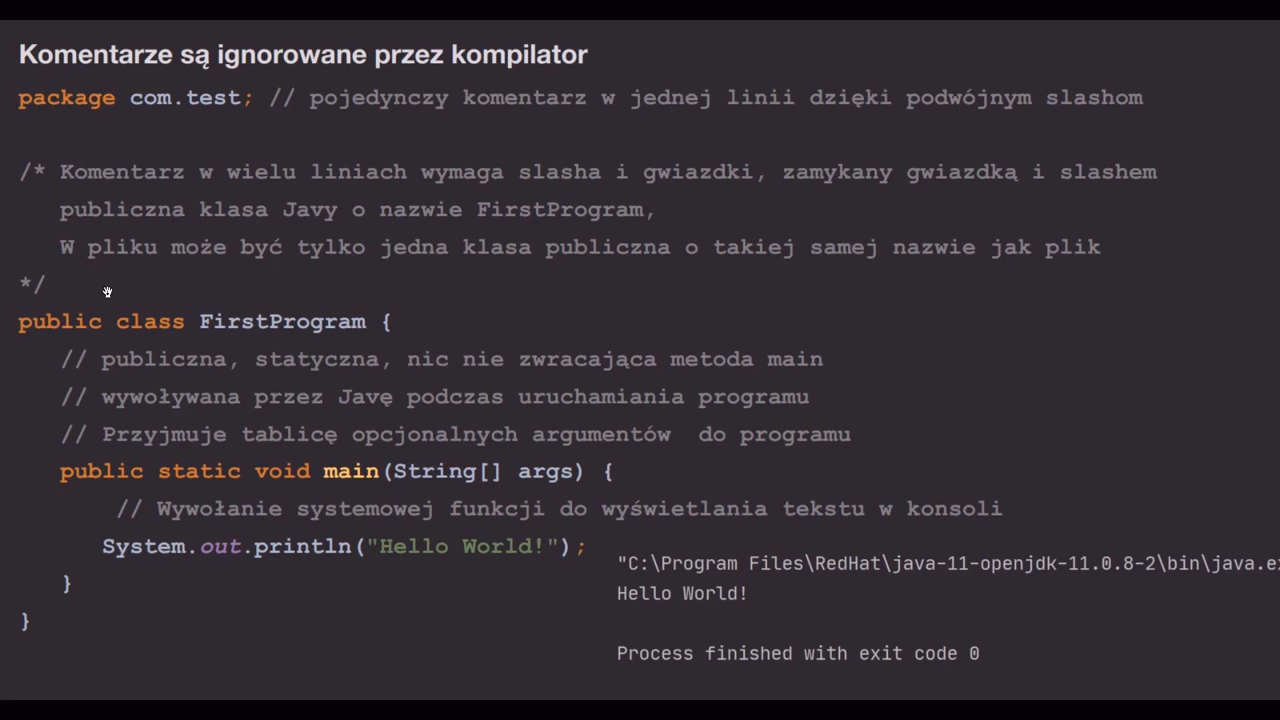 Komentarze są ignorowane przez kompilator
package com.test; // pojedynczy komentarz w jednej linii dzięki podwójnym slashom
/* Komentarz w wielu liniach wymaga slasha i gwiazdki, zamykany gwiazdką i slashem
publiczna klasa Javy o nazwie FirstProgram,
W pliku może być tylko jedna klasa publiczna o takiej samej nazwie jak plik
*/
public class FirstProgram {
// publiczna, statyczna, nic nie zwracająca metoda main
// wywoływana przez Javę podczas uruchamiania programu
// Przyjmuje tablicę opcjonalnych argumentów  do programu
public static void main(String[] args) {
// Wywołanie systemowej funkcji do wyświetlania tekstu w konsoli
System.out.println("Hello World!");
}
}
"C:\Program Files\RedHat\java-11-openjdk-11.0.8-2\bin\java.ex
Hello World!
Process finished with exit code 0